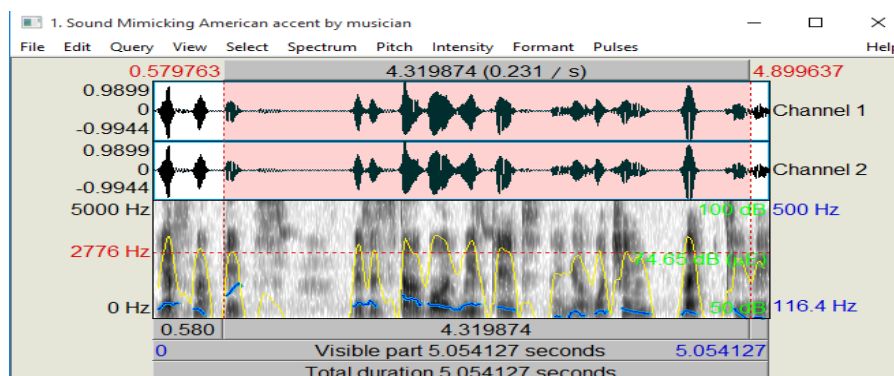 1. Sound Mimicking American accent by musician
File Edit Query View Select Spectrum Pitch Intensity Formant Pulses Help
0.579763 4.319874 (0.231 / s) 4.899637
0.9899
0
-0.9944
Channel 1
0.9899
0
-0.9944
Channel 2
5000 Hz 100 dB 500 Hz
2776 Hz 74.65 dB (µE)
0 Hz 50 dB 116.4 Hz
0.580 4.319874
0 Visible part 5.054127 seconds 5.054127
Total duration 5.054127 seconds